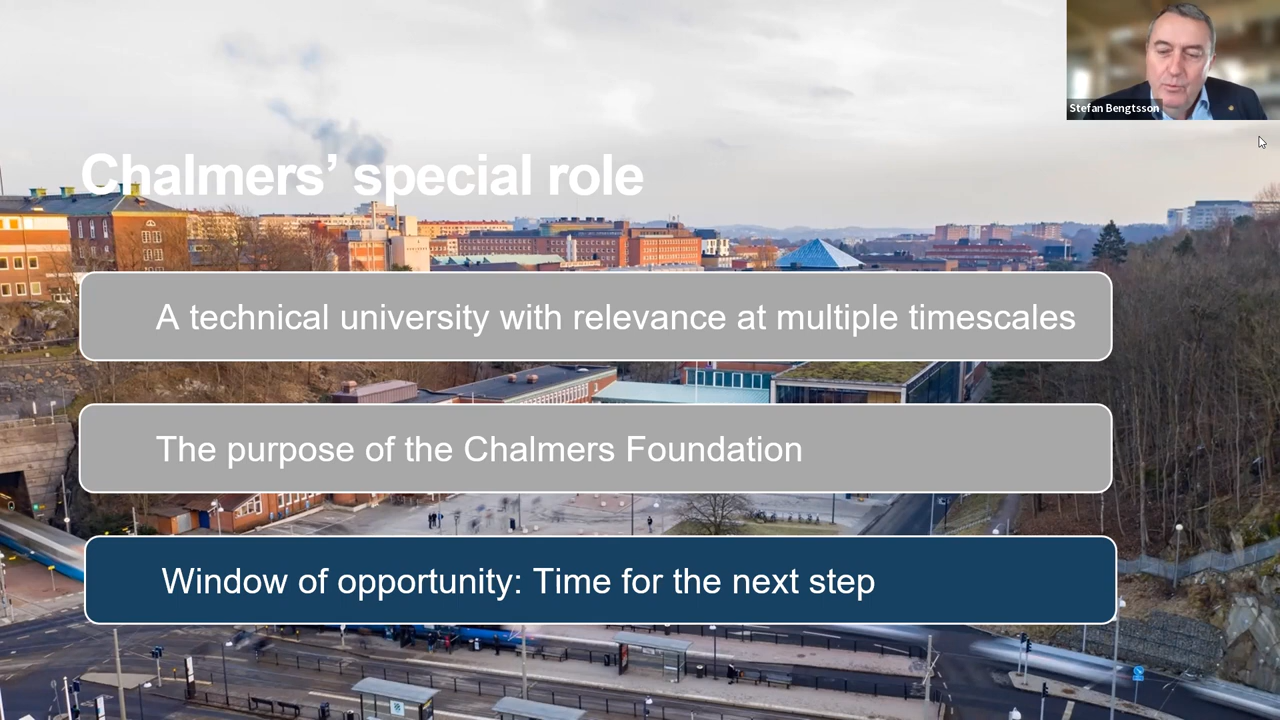 Stefan Bengtsson
Chalmers’ special role
A technical university with relevance at multiple timescales
The purpose of the Chalmers Foundation
Window of opportunity: Time for the next step